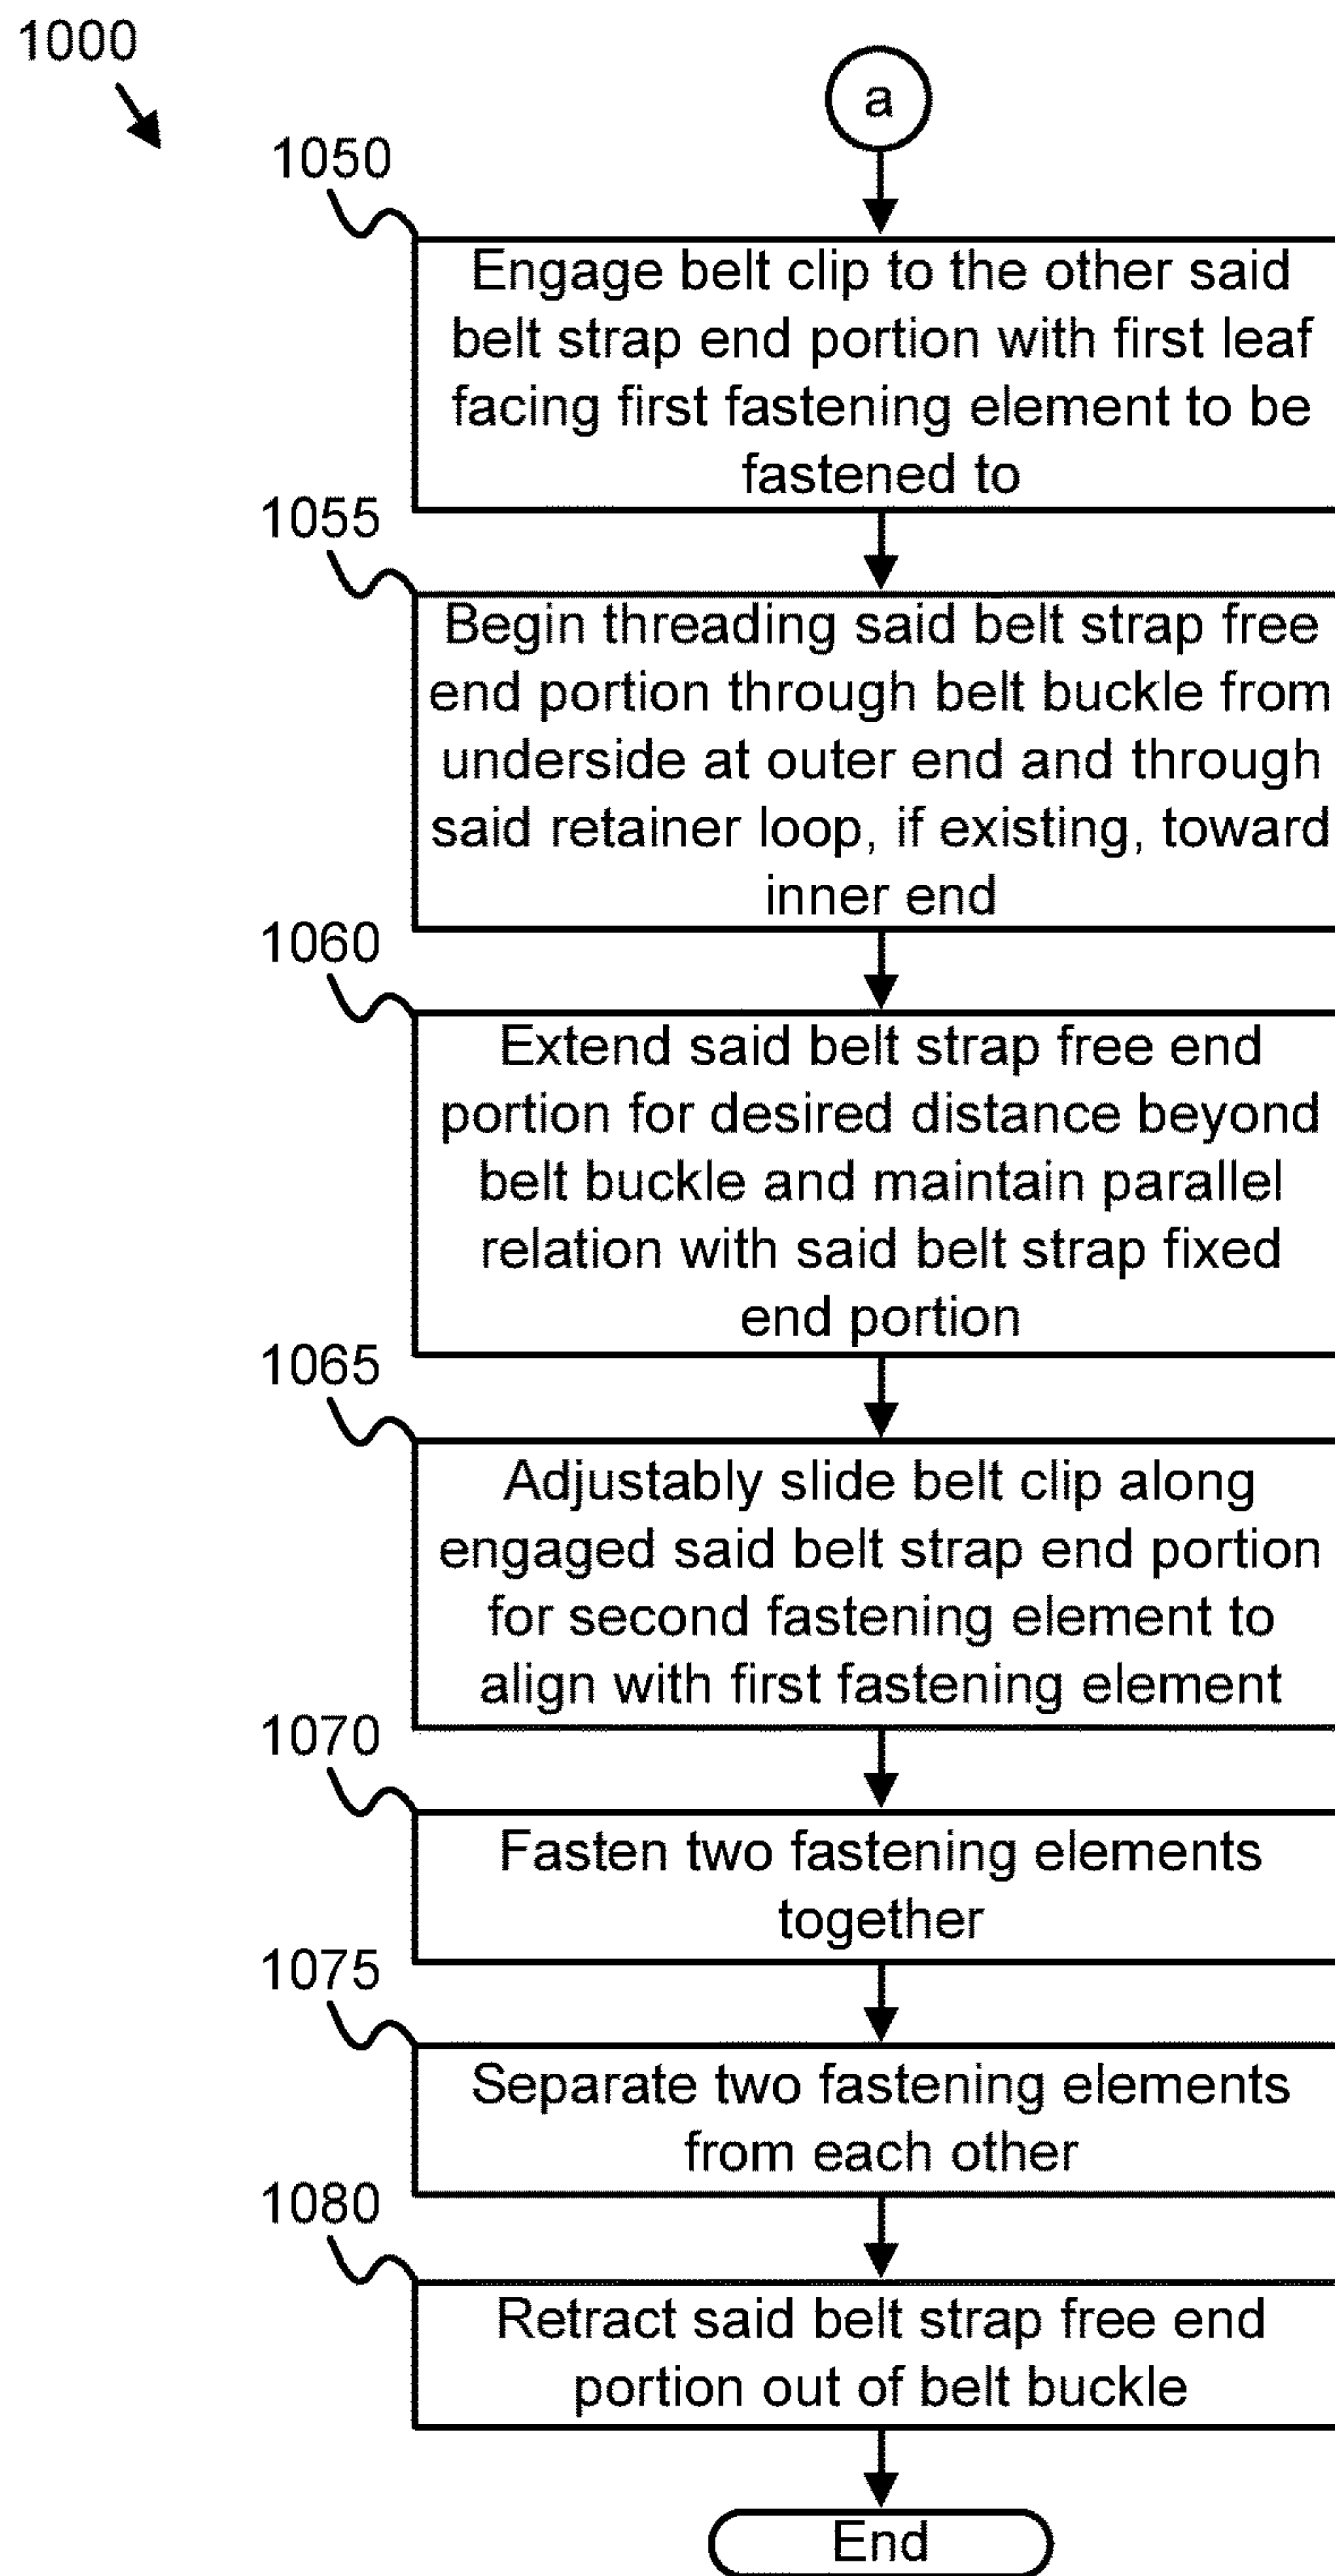 1000
a
1050
Engage belt clip to the other said
belt strap end portion with first leaf
facing first fastening element to be
fastened to
1055
Begin threading said belt strap free
end portion through belt buckle from
underside at outer end and through
said retainer loop, if existing, toward
inner end
1060
Extend said belt strap free end
portion for desired distance beyond
belt buckle and maintain parallel
relation with said belt strap fixed
end portion
1065
Adjustably slide belt clip along
engaged said belt strap end portion
for second fastening element to
align with first fastening element
1070
Fasten two fastening elements
together
1075
Separate two fastening elements
from each other
1080
Retract said belt strap free end
portion out of belt buckle
End